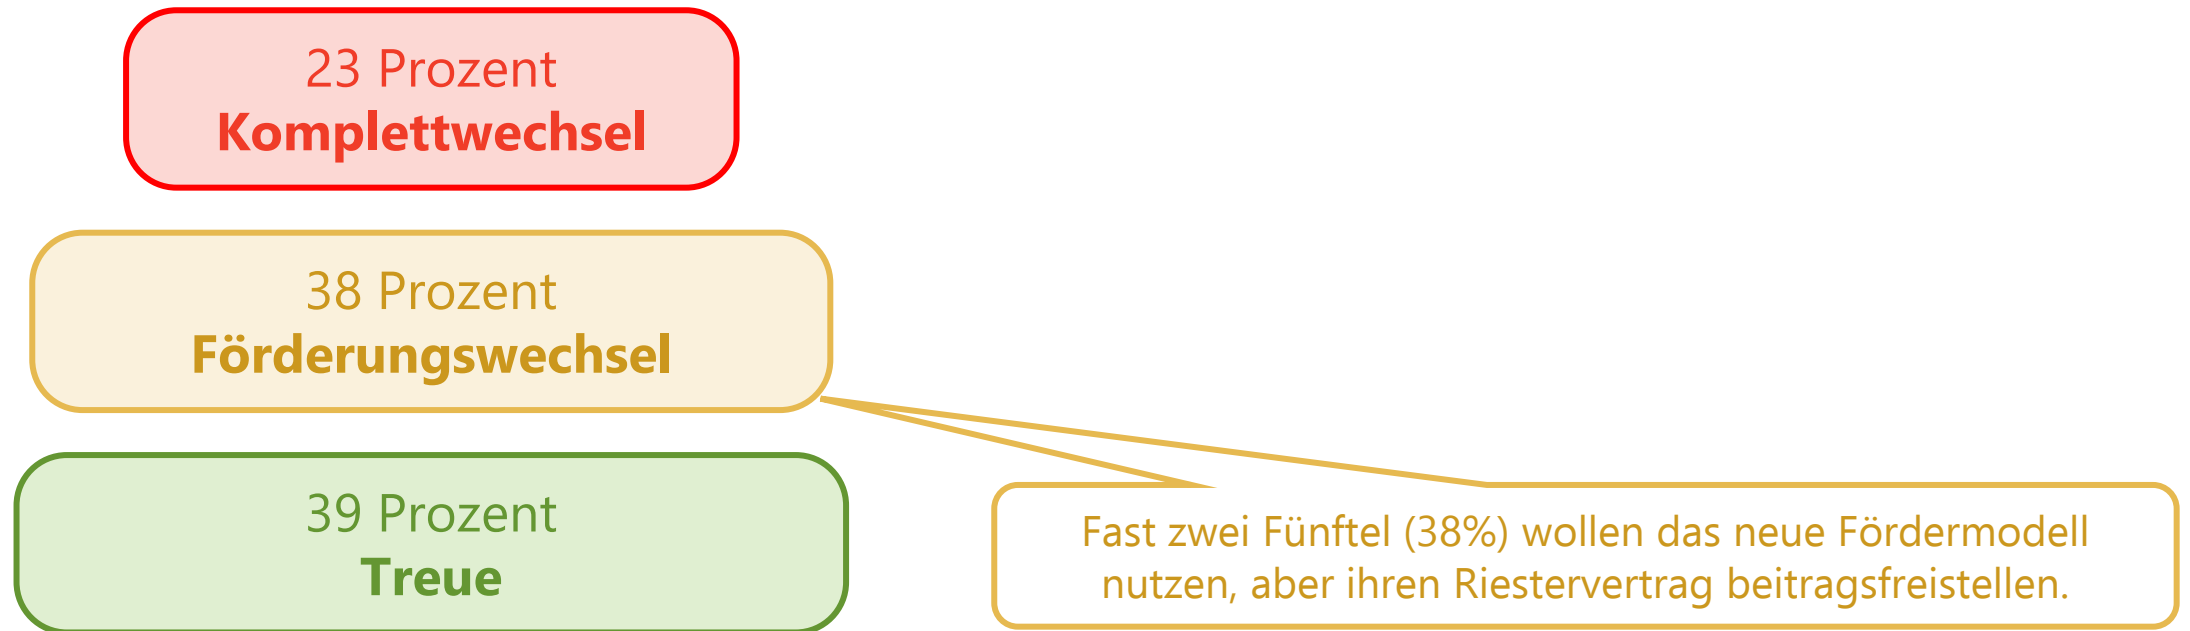 23 Prozent
Komplettwechsel
38 Prozent
Förderungswechsel
39 Prozent
Treue
Fast zwei Fünftel (38%) wollen das neue Fördermodell
nutzen, aber ihren Riestervertrag beitragsfreistellen.